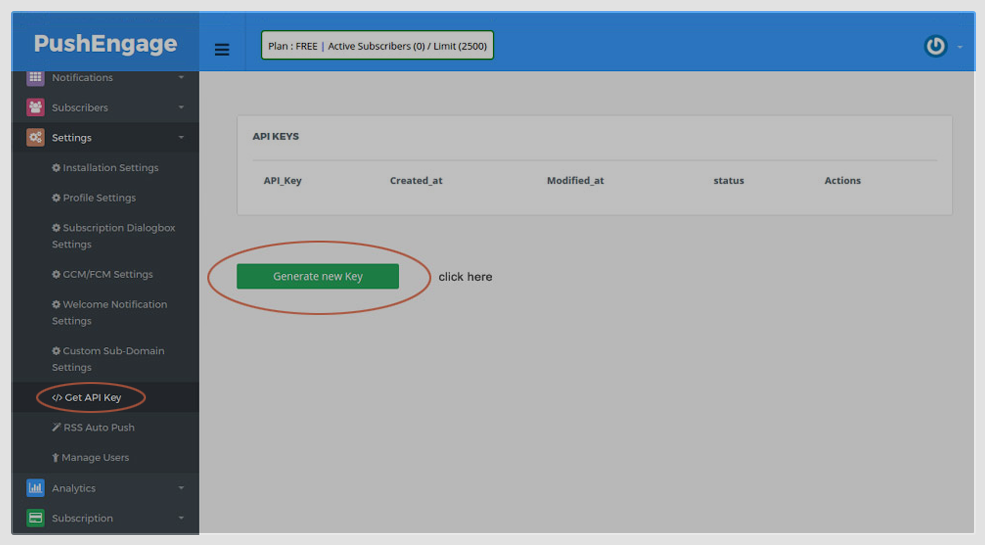 PushEngage
Plan : FREE | Active Subscribers (0) / Limit (2500)
Notifications
Subscribers
Settings
Installation Settings
Profile Settings
Subscription Dialogbox
Settings
GCM/FCM Settings
Welcome Notification
Settings
Custom Sub-Domain
Settings
</> Get API Key
RSS Auto Push
Manage Users
Analytics
Subscription
API KEYS
API_Key Created_at Modified_at status Actions
Generate new Key click here